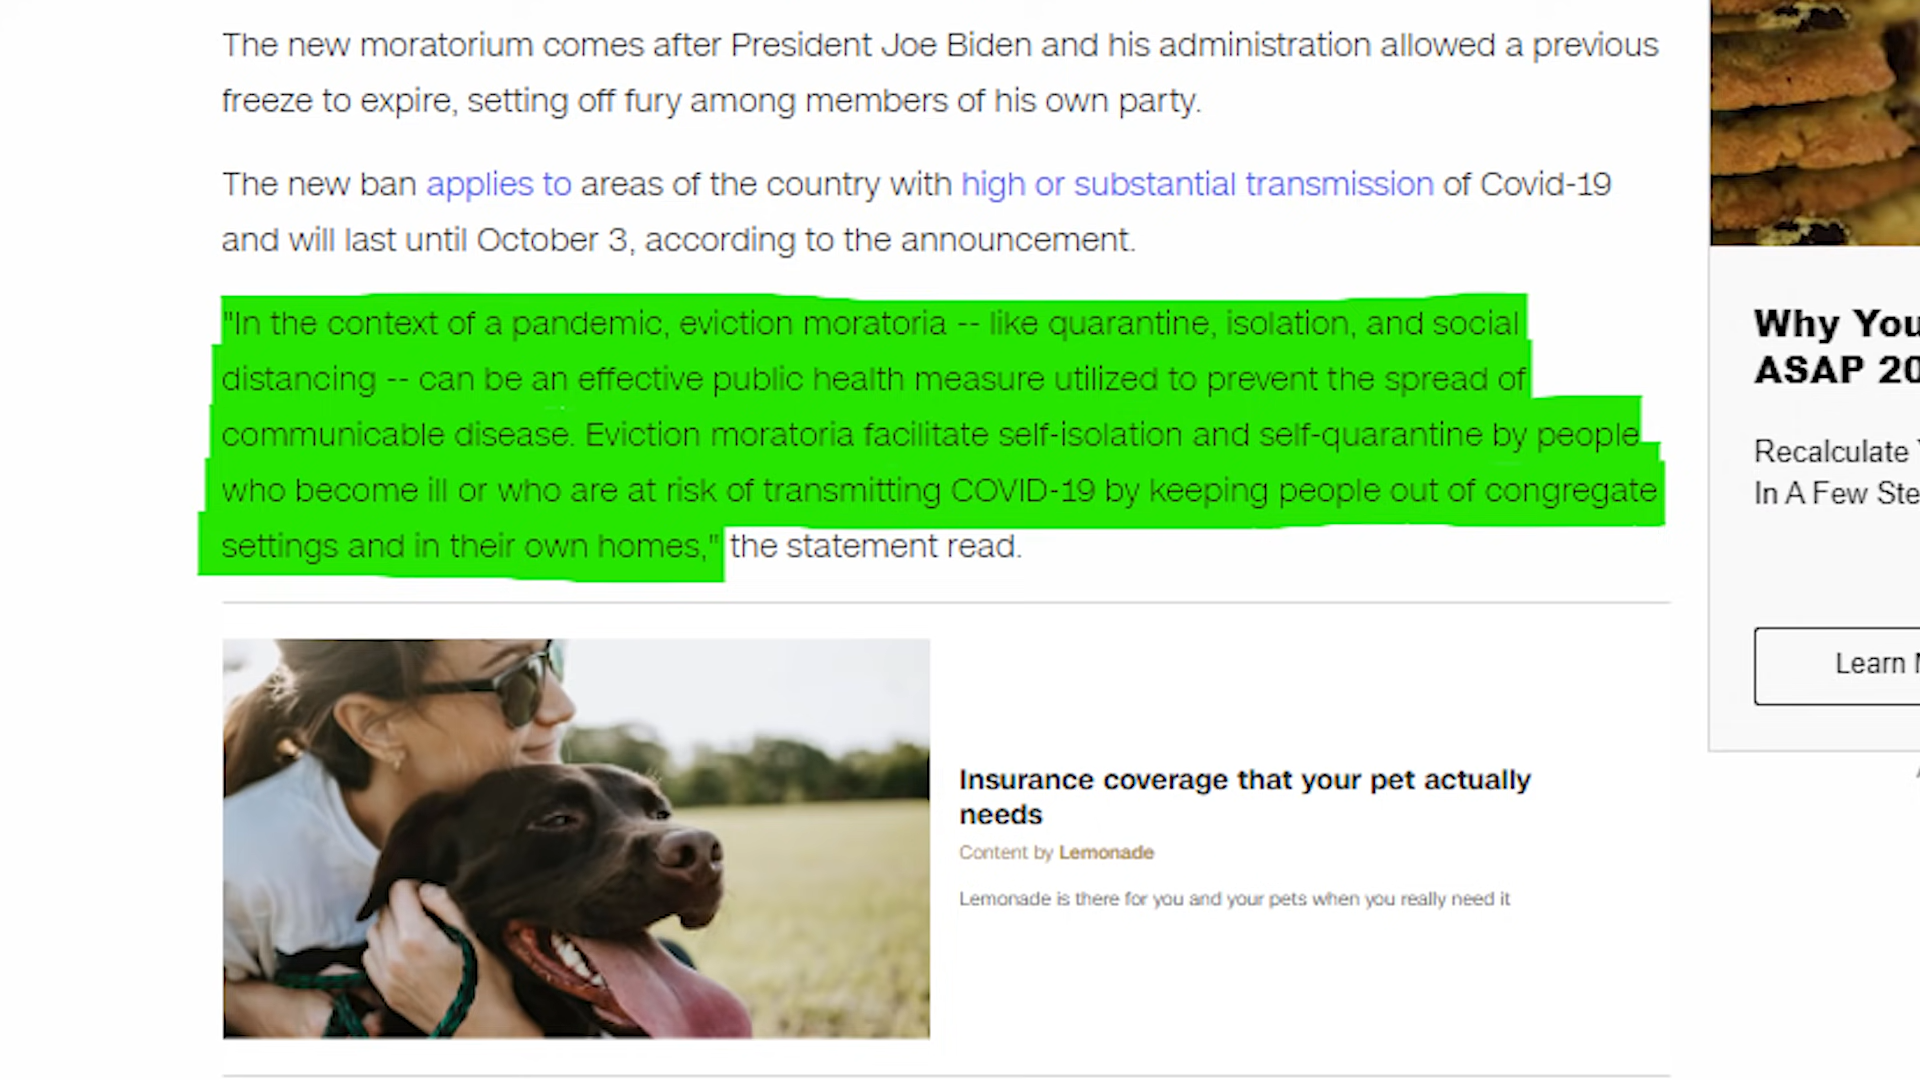 The new moratorium comes after President Joe Biden and his administration allowed a previous
freeze to expire, setting off fury among members of his own party.
The new ban applies to areas of the country with high or substantial transmission of Covid-19
and will last until October 3, according to the announcement.
"In the context of a pandemic, eviction moratoria -- like quarantine, isolation, and social
distancing -- can be an effective public health measure utilized to prevent the spread of
communicable disease. Eviction moratoria facilitate self-isolation and self-quarantine by people
who become ill or who are at risk of transmitting COVID-19 by keeping people out of congregate
settings and in their own homes," the statement read.
Insurance coverage that your pet actually
needs
Content by Lemonade
Lemonade is there for you and your pets when you really need it
Why You
ASAP 20
Recalculate
In A Few Ste
Learn